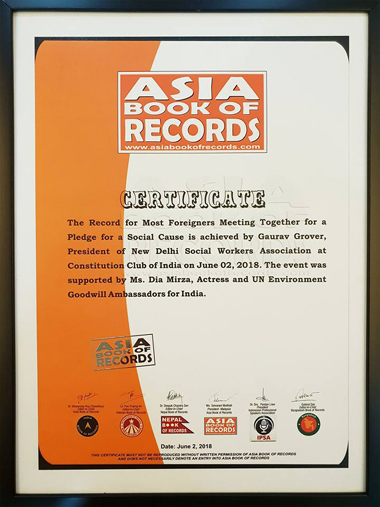 ASIA
BOOK OF
RECORDS
www.asiabookofrecords.com
CERTIFICATE
The Record for Most Foreigners Meeting Together for a
Pledge for a Social Cause is achieved by Gaurav Grover,
President of New Delhi Social Workers Association at
Constitution Club of India on June 02, 2018. The event was
supported by Ms. Dia Mirza, Actress and UN Environment
Goodwill Ambassadors for India.
ASIA
BOOK OF
RECORDS
NEPAL
BOOK
OF RECORDS
ASIA
BOOK OF
RECORDS
IPSA
Date: June 2, 2018
THIS CERTIFICATE MUST NOT BE REPRODUCED WITHOUT WRITTEN PERMISSION OF ASIA BOOK OF RECORDS
AND DOES NOT NECESSARILY DENOTE AN ENTRY INTO ASIA BOOK OF RECORDS